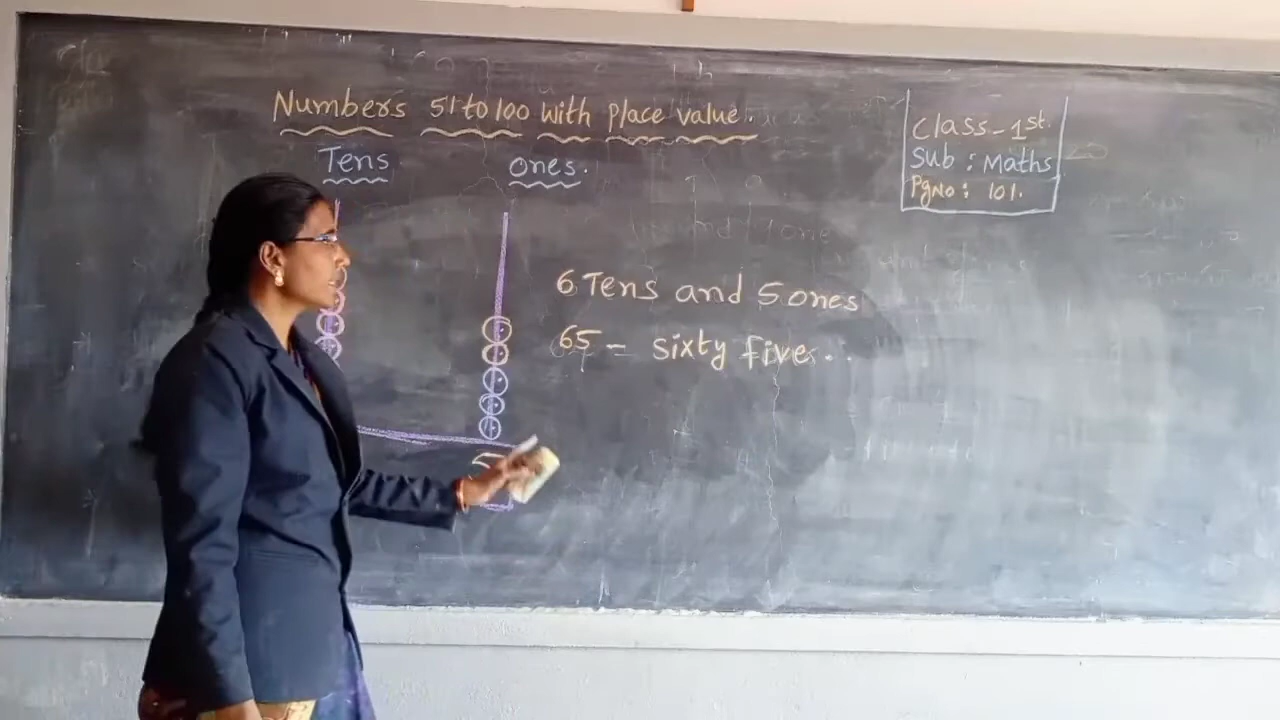 Numbers 51 to 100 with Place value.
Class - 1st.
Sub : Maths
Pg No : 101.
Tens
ones.
6 Tens and 5 ones
65 = sixty five.
5